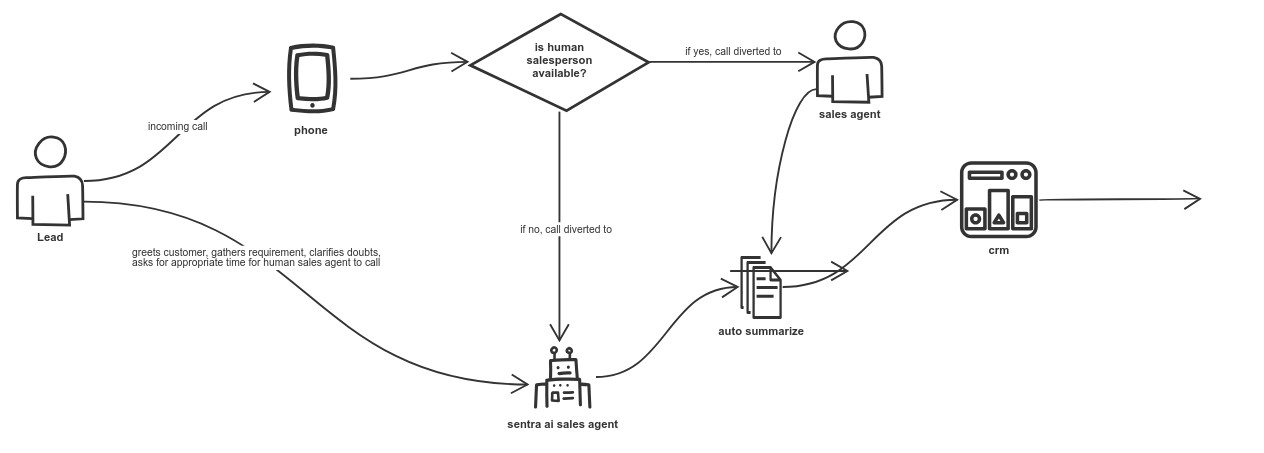 is human
salesperson
available?
if yes, call diverted to
sales agent
phone
incoming call
Lead
greets customer, gathers requirement, clarifies doubts,
asks for appropriate time for human sales agent to call
if no, call diverted to
crm
auto summarize
sentra ai sales agent